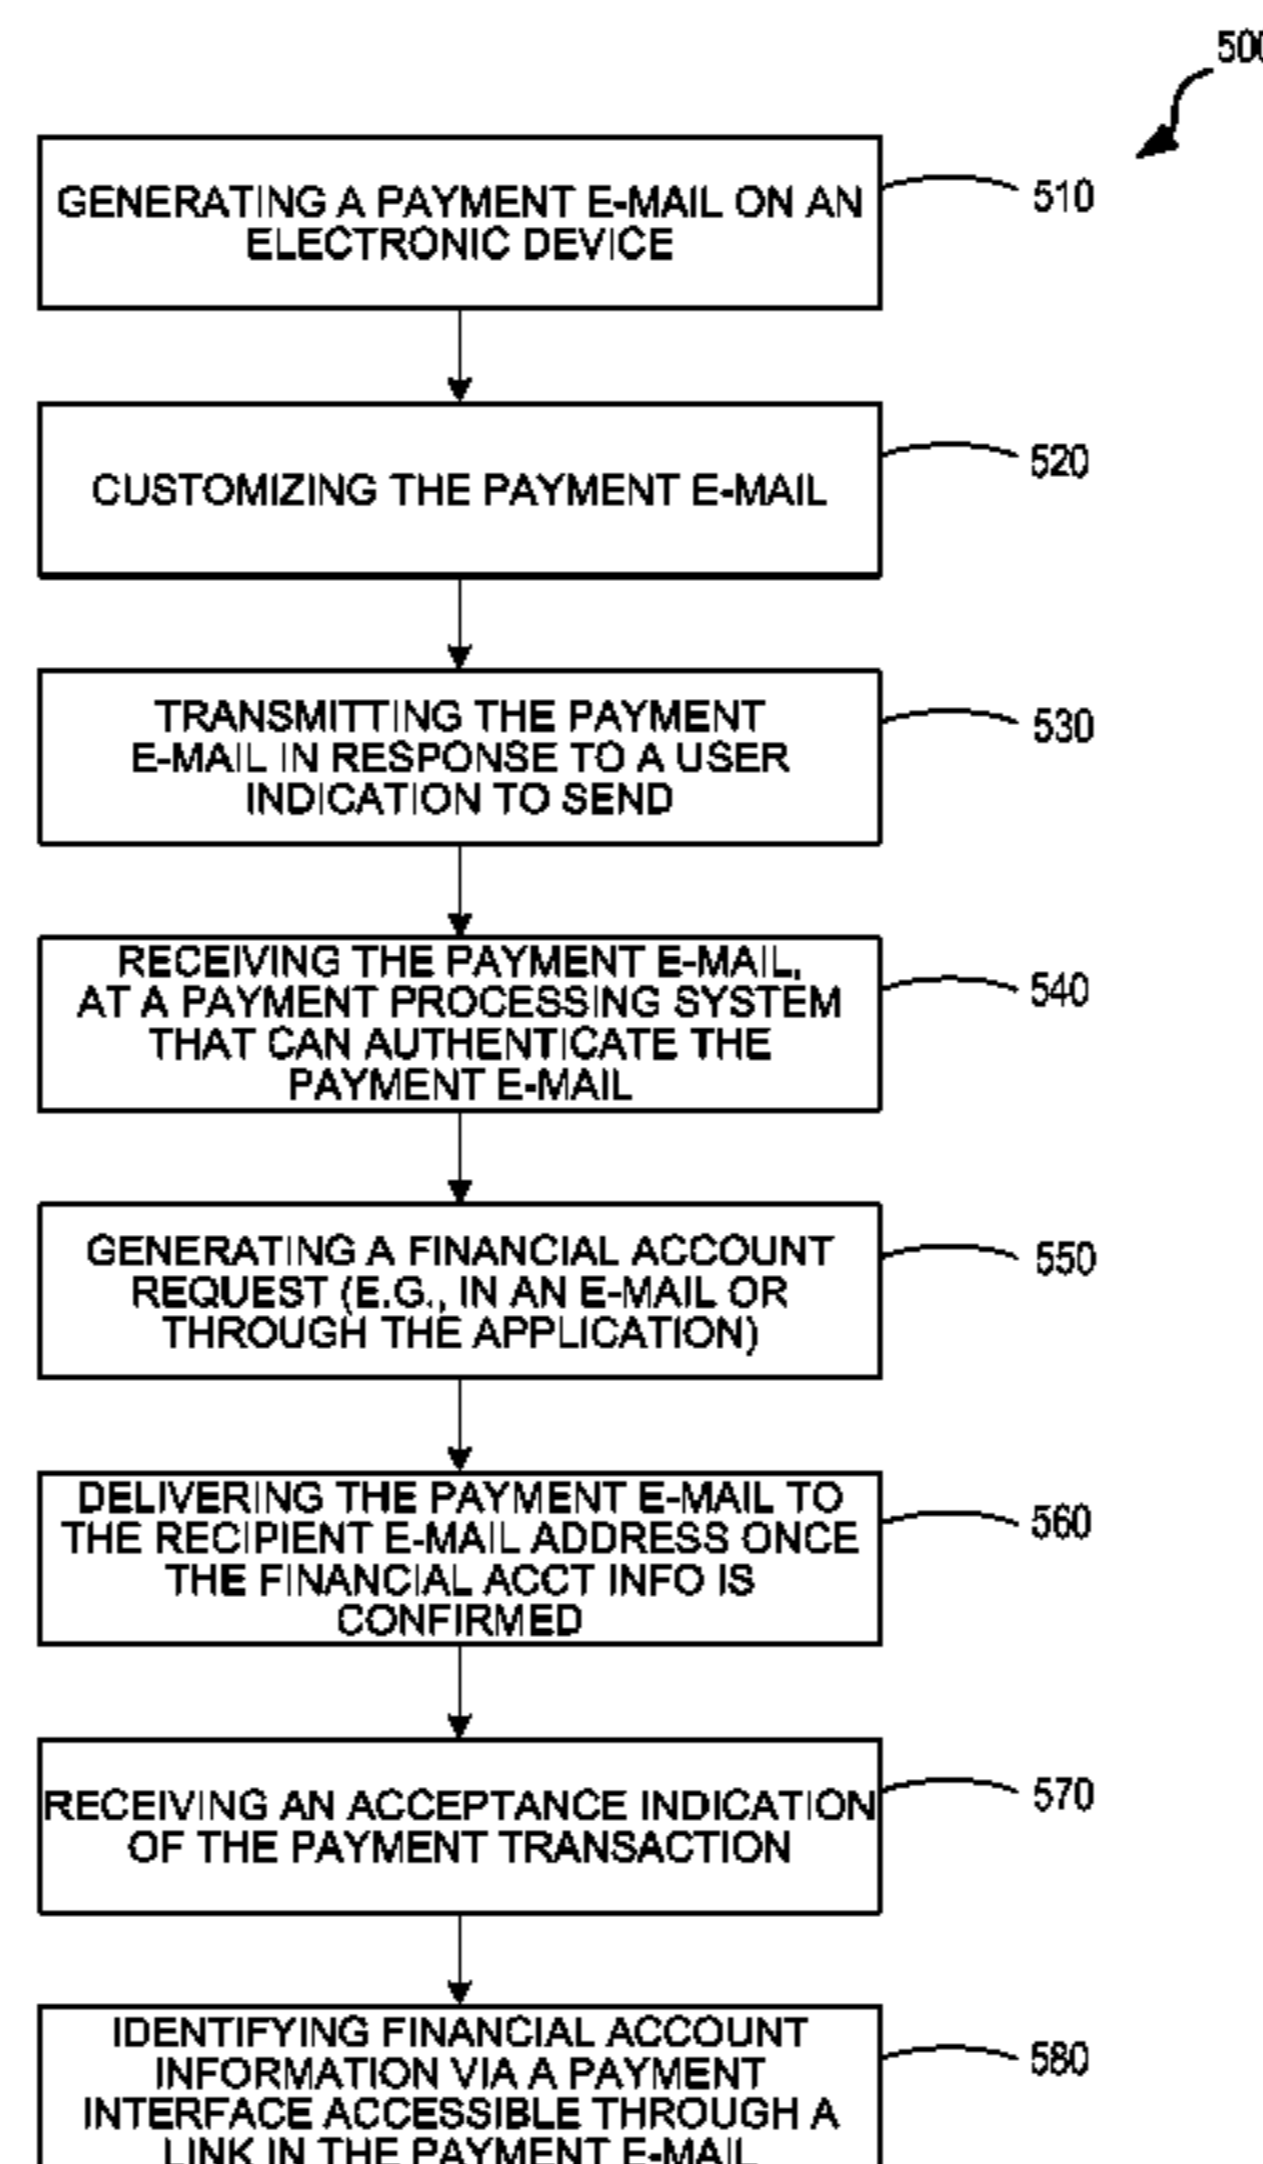 500
GENERATING A PAYMENT E-MAIL ON AN
ELECTRONIC DEVICE
510
CUSTOMIZING THE PAYMENT E-MAIL
520
TRANSMITTING THE PAYMENT
E-MAIL IN RESPONSE TO A USER
INDICATION TO SEND
530
RECEIVING THE PAYMENT E-MAIL,
AT A PAYMENT PROCESSING SYSTEM
THAT CAN AUTHENTICATE THE
PAYMENT E-MAIL
540
GENERATING A FINANCIAL ACCOUNT
REQUEST (E.G., IN AN E-MAIL OR
THROUGH THE APPLICATION)
550
DELIVERING THE PAYMENT E-MAIL TO
THE RECIPIENT E-MAIL ADDRESS ONCE
THE FINANCIAL ACCT INFO IS
CONFIRMED
560
RECEIVING AN ACCEPTANCE INDICATION
OF THE PAYMENT TRANSACTION
570
IDENTIFYING FINANCIAL ACCOUNT
INFORMATION VIA A PAYMENT
INTERFACE ACCESSIBLE THROUGH A
LINK IN THE PAYMENT E-MAIL
580